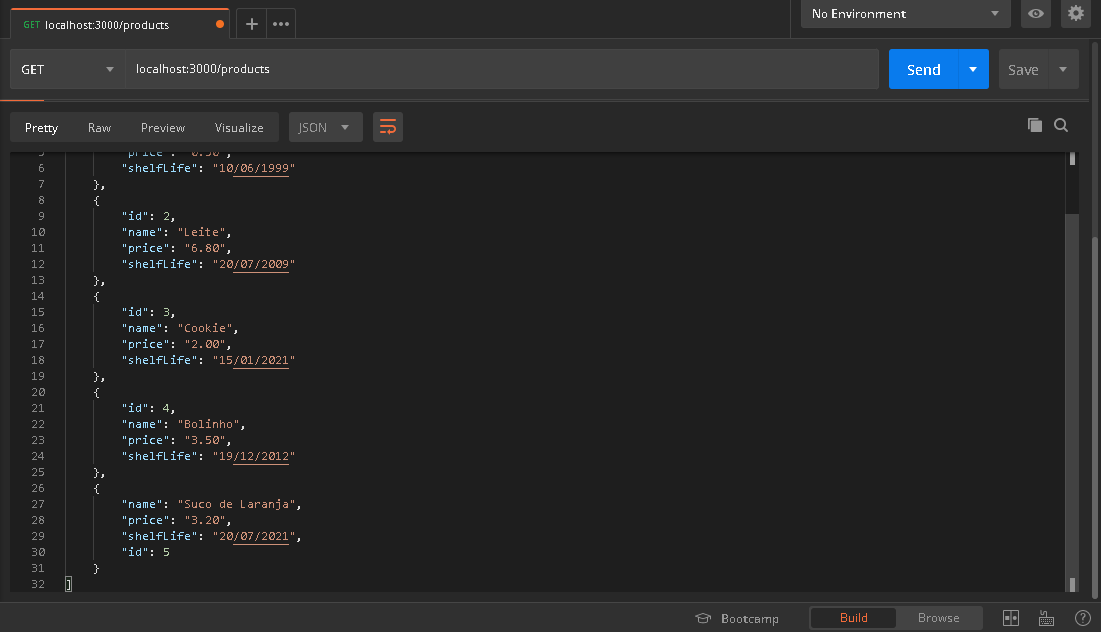 GET localhost:3000/products
No Environment
GET localhost:3000/products
Send
Save
Pretty Raw Preview Visualize JSON
5 "price": "0.50",
6 "shelfLife": "10/06/1999"
7 },
8 {
9 "id": 2,
10 "name": "Leite",
11 "price": "6.80",
12 "shelfLife": "20/07/2009"
13 },
14 {
15 "id": 3,
16 "name": "Cookie",
17 "price": "2.00",
18 "shelfLife": "15/01/2021"
19 },
20 {
21 "id": 4,
22 "name": "Bolinho",
23 "price": "3.50",
24 "shelfLife": "19/12/2012"
25 },
26 {
27 "name": "Suco de Laranja",
28 "price": "3.20",
29 "shelfLife": "20/07/2021",
30 "id": 5
31 }
32 ]
Bootcamp Build Browse